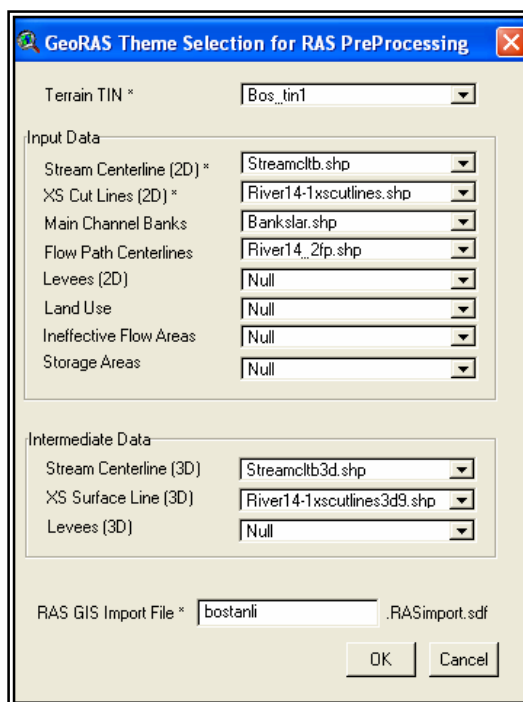 GeoRAS Theme Selection for RAS PreProcessing
Terrain TIN * Bos_tin1
Input Data
Stream Centerline (2D) * Streamcltb.shp
XS Cut Lines (2D) * River14-1xscutlines.shp
Main Channel Banks Bankslar.shp
Flow Path Centerlines River14_2fp.shp
Levees (2D) Null
Land Use Null
Ineffective Flow Areas Null
Storage Areas Null
Intermediate Data
Stream Centerline (3D) Streamcltb3d.shp
XS Surface Line (3D) River14-1xscutlines3d9.shp
Levees (3D) Null
RAS GIS Import File * bostanli .RASimport.sdf
OK Cancel